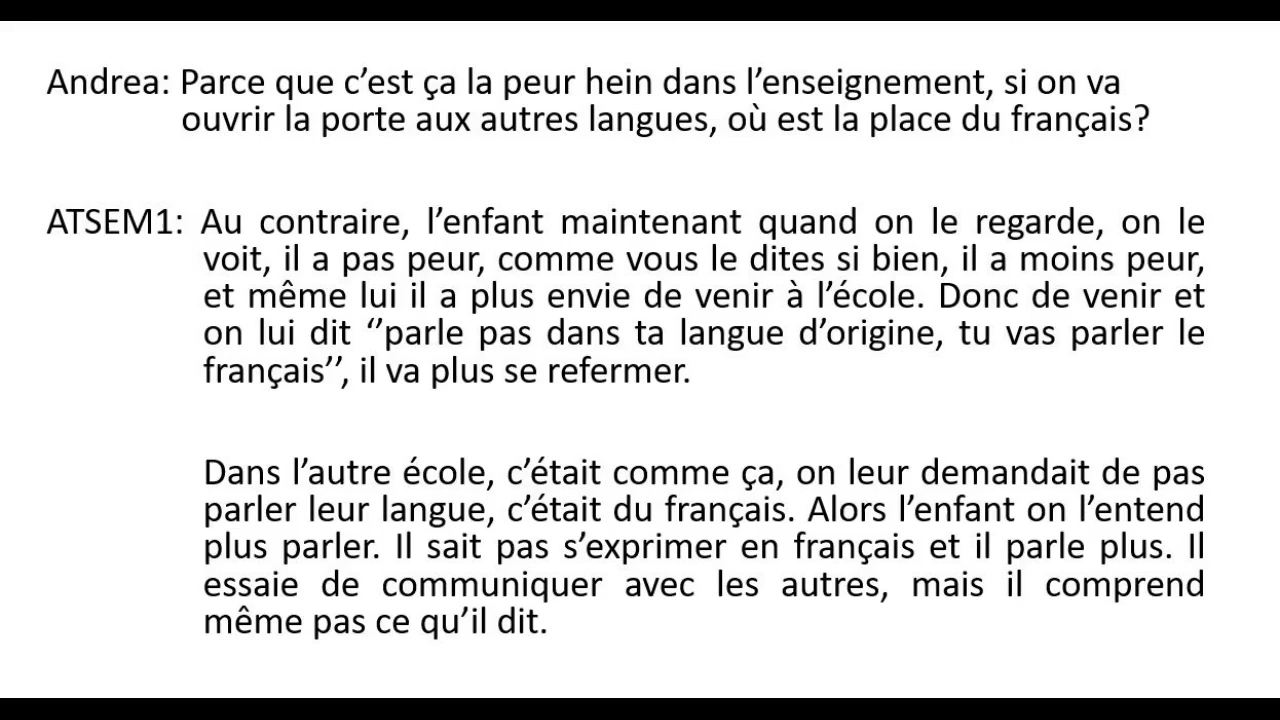 Andrea: Parce que c’est ça la peur hein dans l’enseignement, si on va
ouvrir la porte aux autres langues, où est la place du français?
ATSEM1: Au contraire, l’enfant maintenant quand on le regarde, on le
voit, il a pas peur, comme vous le dites si bien, il a moins peur,
et même lui il a plus envie de venir à l’école. Donc de venir et
on lui dit ‘’parle pas dans ta langue d’origine, tu vas parler le
français’’, il va plus se refermer.
Dans l’autre école, c’était comme ça, on leur demandait de pas
parler leur langue, c’était du français. Alors l’enfant on l’entend
plus parler. Il sait pas s’exprimer en français et il parle plus. Il
essaie de communiquer avec les autres, mais il comprend
même pas ce qu’il dit.